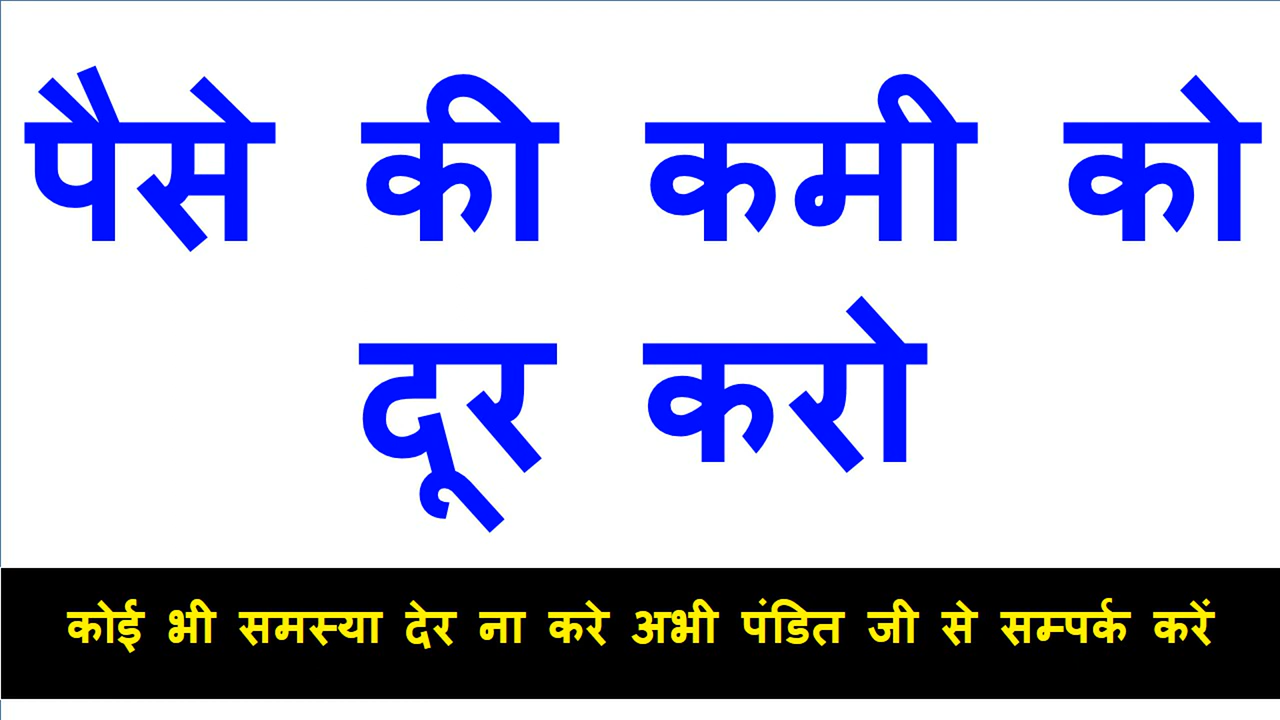 पैसे की कमी को
दूर करो
कोई भी समस्या देर ना करे अभी पंडित जी से सम्पर्क करें